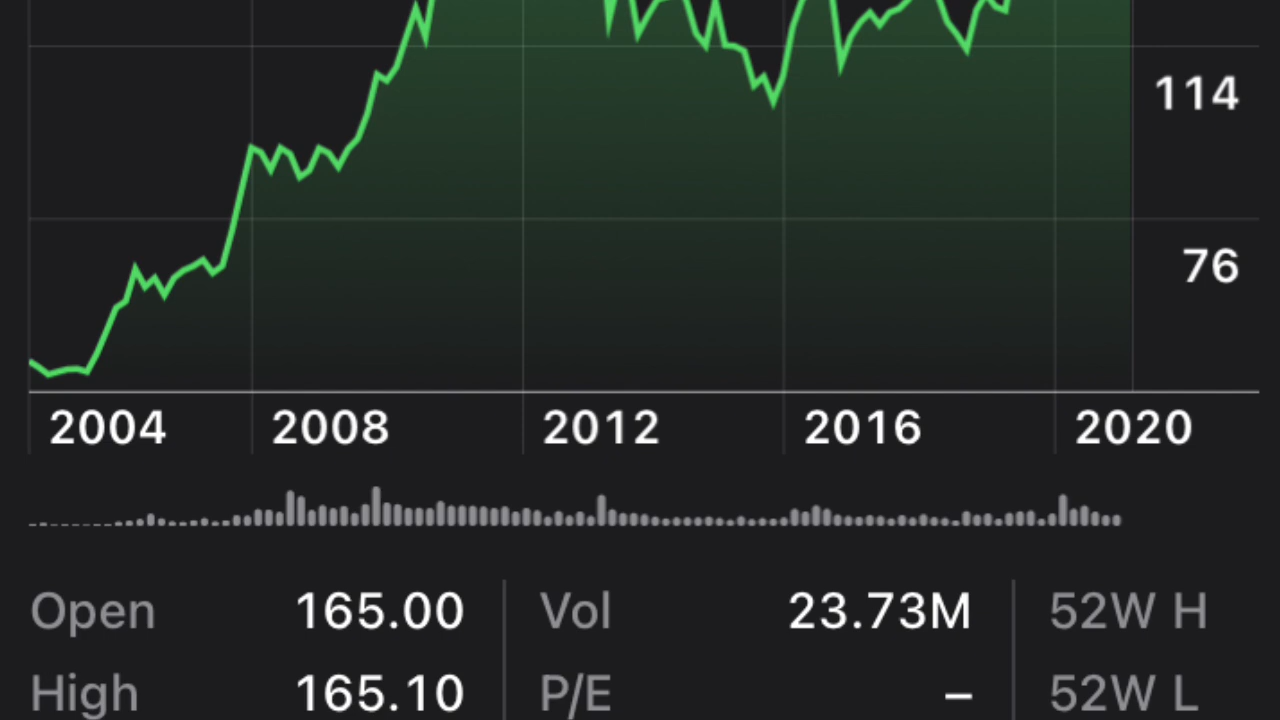 114
76
2004 2008 2012 2016 2020
Open 165.00 Vol 23.73M 52W H
High 165.10 P/E – 52W L